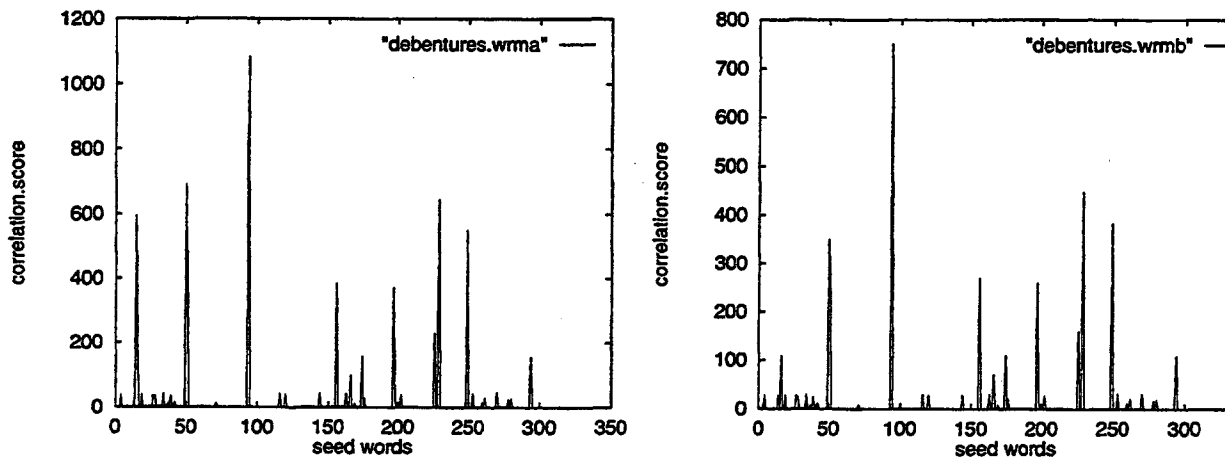 1200
1000
800
600
400
200
0
correlation.score
"debentures.wrma"
0 50 100 150 200 250 300 350
seed words
800
700
600
500
400
300
200
100
0
correlation.score
"debentures.wrmb"
0 50 100 150 200 250 300
seed words